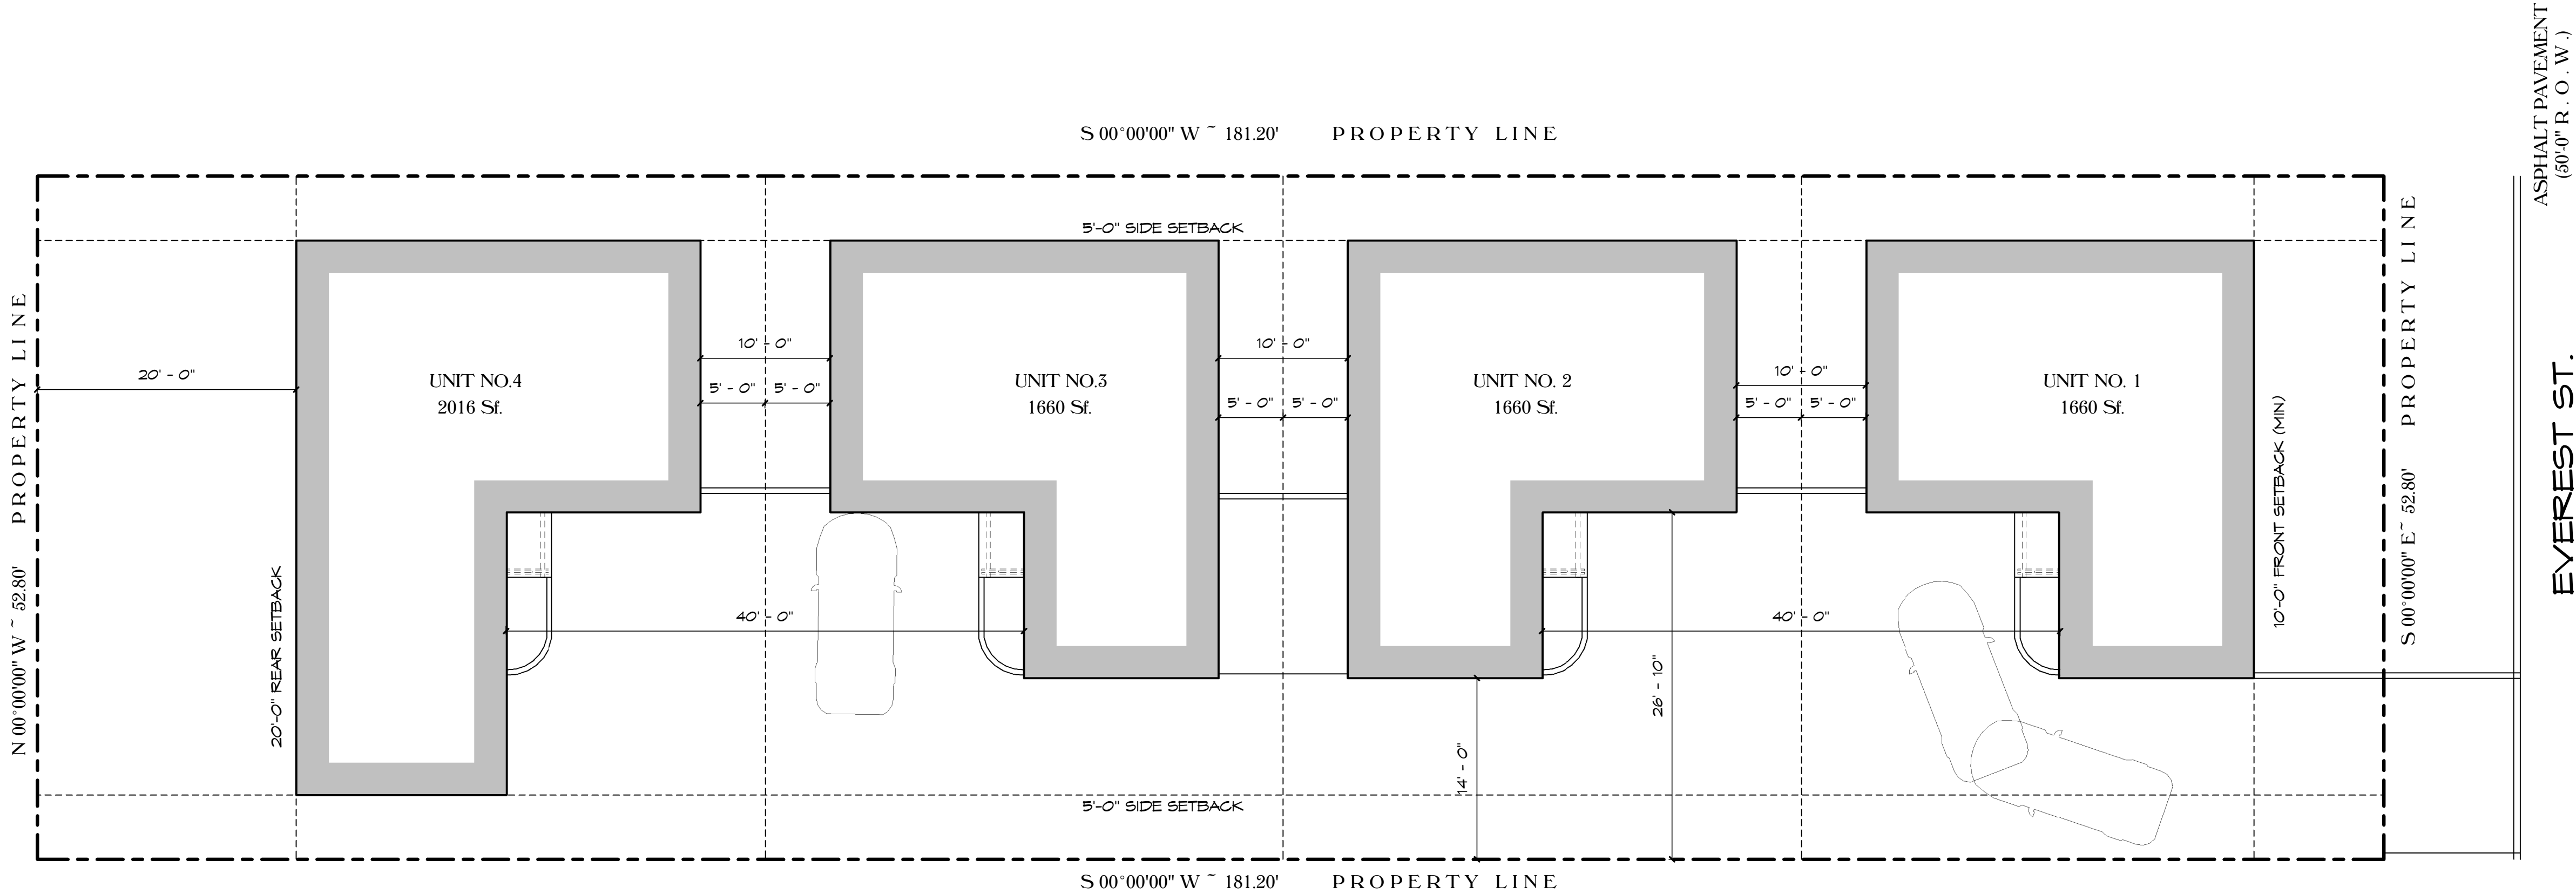 ASPHALT PAVEMENT
(50'-0" R . O . W .)
S 00°00'00" W ~ 181.20' PROPERTY LINE
5'-0" SIDE SETBACK
N 00°00'00" W ~ 52.80' PROPERTY LINE
20' - 0"
20'-0" REAR SETBACK
UNIT NO.4
2016 Sf.
10' - 0"
5' - 0" 5' - 0"
UNIT NO.3
1660 Sf.
10' - 0"
5' - 0" 5' - 0"
UNIT NO. 2
1660 Sf.
10' - 0"
5' - 0" 5' - 0"
UNIT NO. 1
1660 Sf.
10'-0" FRONT SETBACK (MIN)
S 00°00'00" E ~ 52.80' PROPERTY LINE
EVEREST ST.
40' - 0"
40' - 0"
14' - 0"
26' - 10"
5'-0" SIDE SETBACK
S 00°00'00" W ~ 181.20' PROPERTY LINE